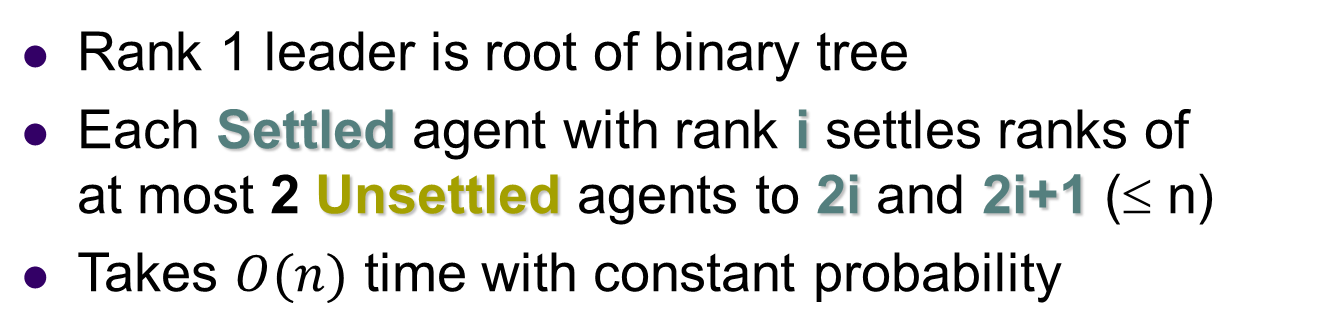 ● Rank 1 leader is root of binary tree
● Each Settled agent with rank i settles ranks of
at most 2 Unsettled agents to 2i and 2i+1 (≤ n)
● Takes O(n) time with constant probability